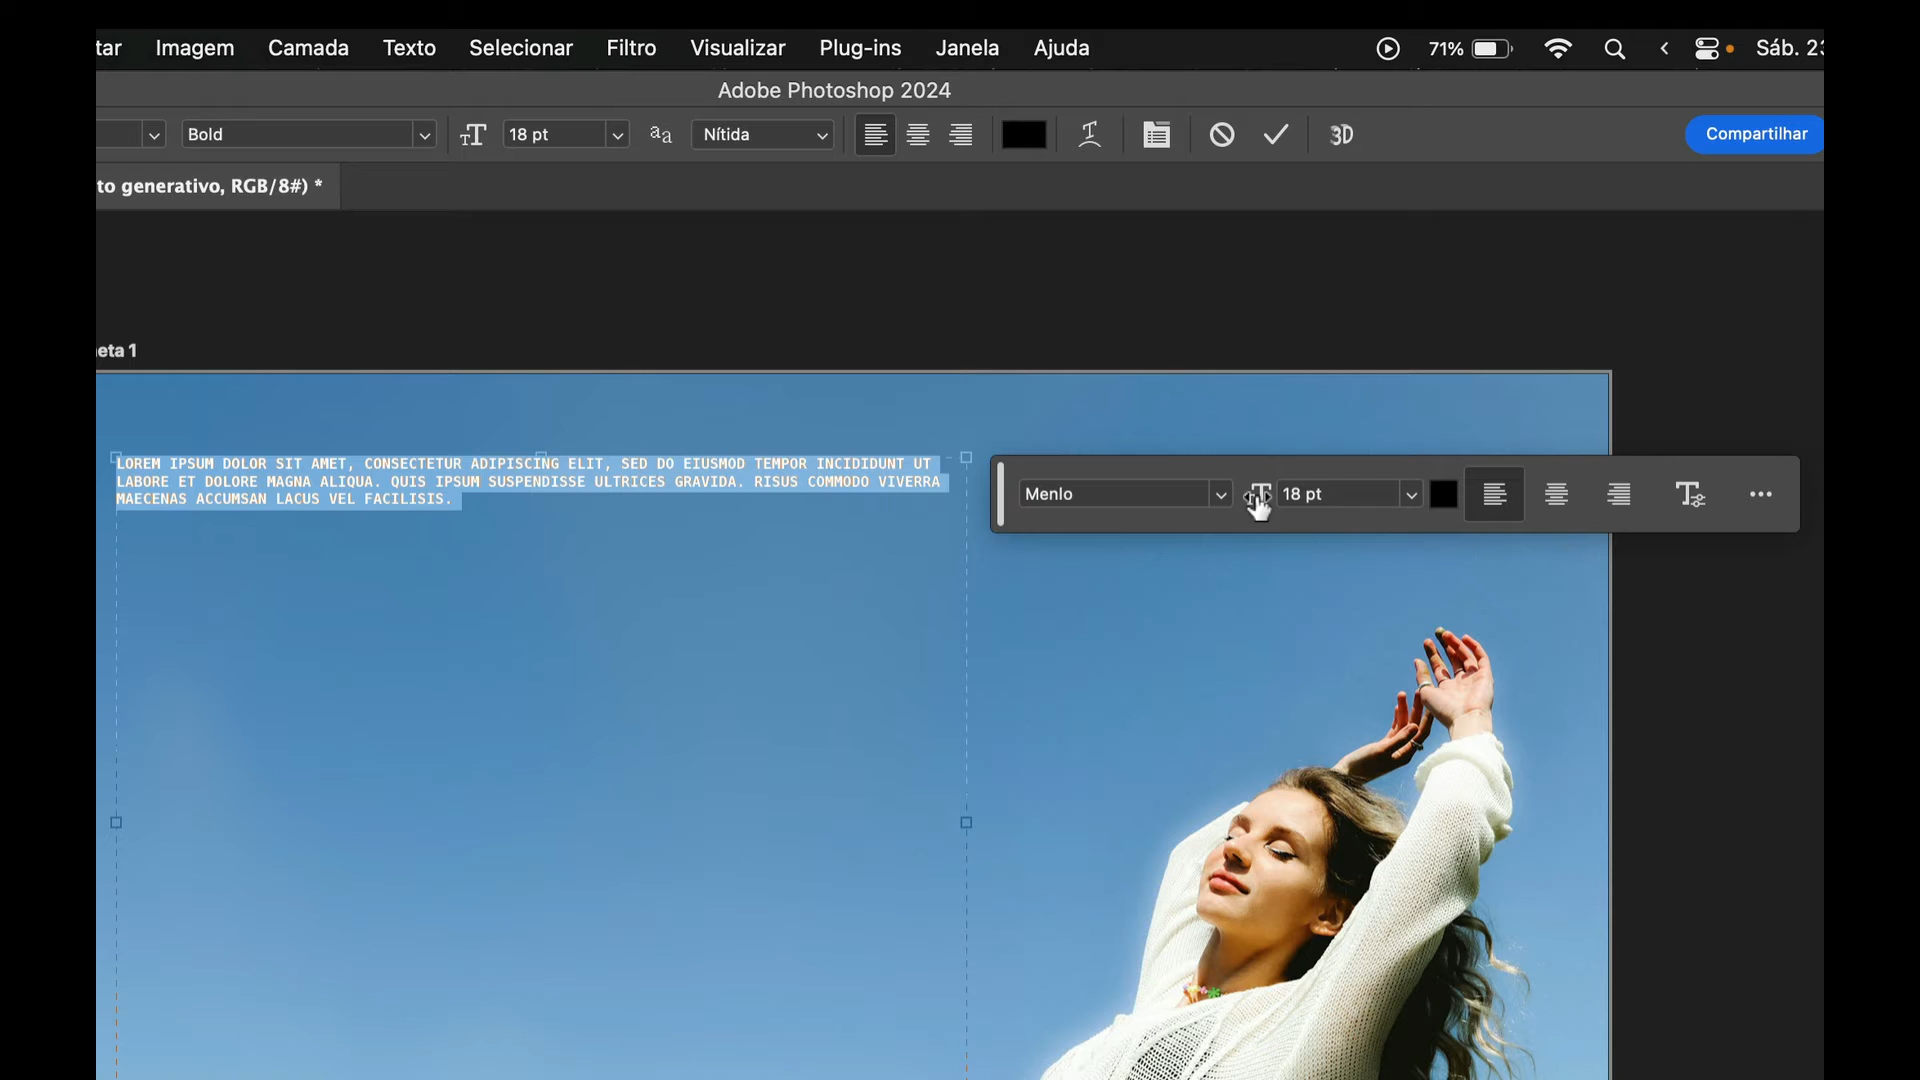 tar Imagem Camada Texto Selecionar Filtro Visualizar Plug-ins Janela Ajuda 71% Sáb. 23
Adobe Photoshop 2024
Bold 18 pt aa Nítida 3D Compartilhar
to generativo, RGB/8#) *
eta 1
LOREM IPSUM DOLOR SIT AMET, CONSECTETUR ADIPISCING ELIT, SED DO EIUSMOD TEMPOR INCIDIDUNT UT
LABORE ET DOLORE MAGNA ALIQUA. QUIS IPSUM SUSPENDISSE ULTRICES GRAVIDA. RISUS COMMODO VIVERRA
MAECENAS ACCUMSAN LACUS VEL FACILISIS.
Menlo 18 pt